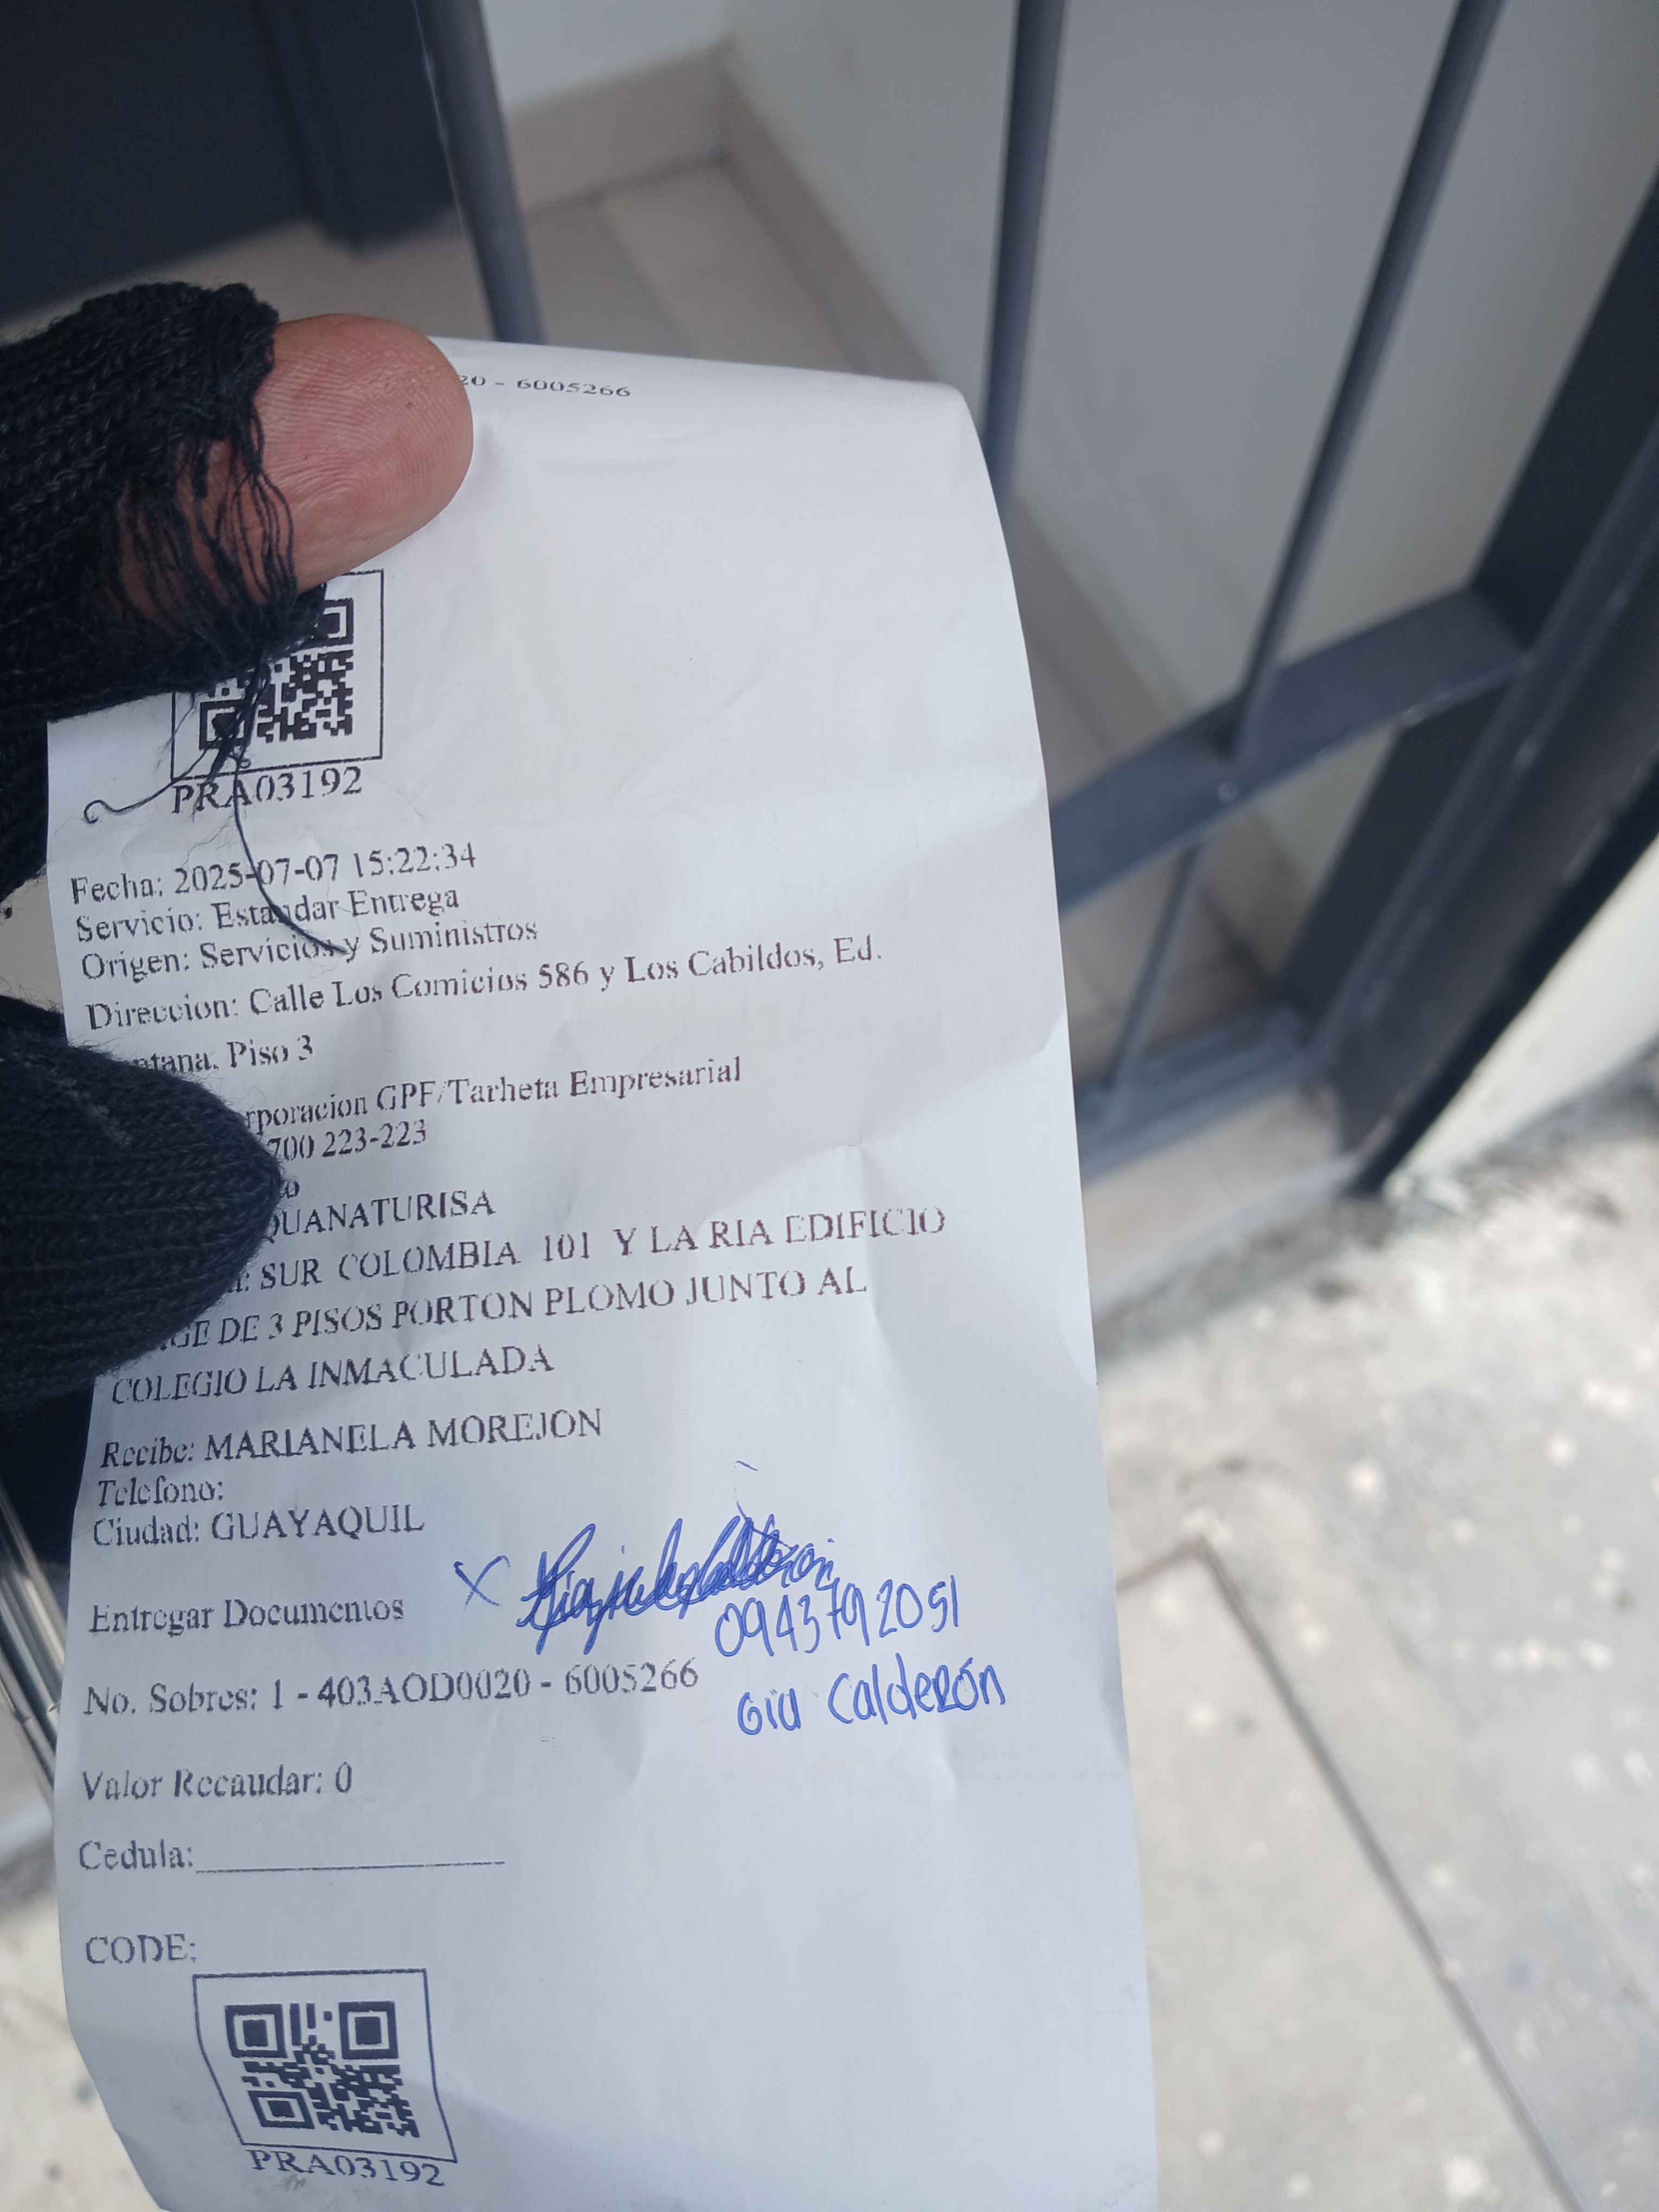 20 - 6005266
PRA03192
Fecha: 2025-07-07 15:22:34
Servicio: Estandar Entrega
Origen: Servicios y Suministros
Direccion: Calle Los Comicios 586 y Los Cabildos, Ed.
ntana, Piso 3
rporacion GPF/Tarheta Empresarial
700 223-223
o
QUANATURISA
: SUR COLOMBIA 101 Y LA RIA EDIFICIO
GE DE 3 PISOS PORTON PLOMO JUNTO AL
COLEGIO LA INMACULADA
Recibe: MARIANELA MOREJON
Telefono:
Ciudad: GUAYAQUIL
X
Entregar Documentos
0943792051
No. Sobres: 1 - 403AOD0020 - 6005266
Gia Calderón
Valor Recaudar: 0
Cedula:
CODE:
PRA03192